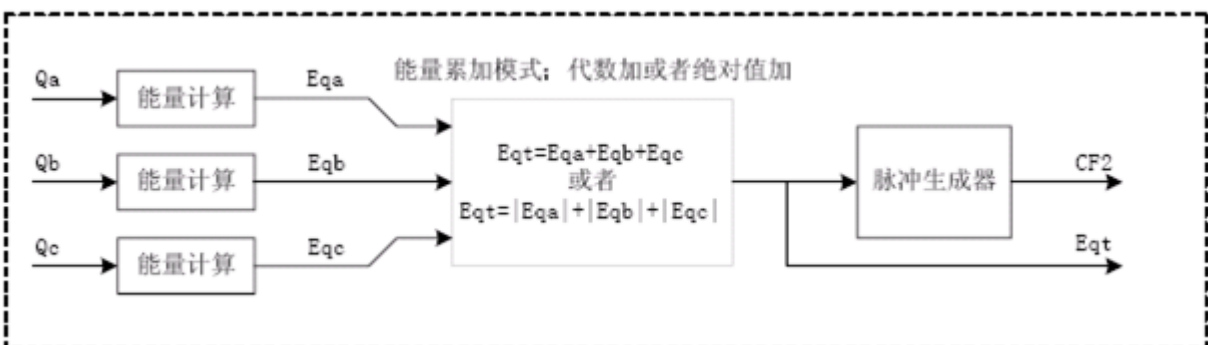 能量累加模式: 代数加或者绝对值加
Qa
能量计算
Eqa
Qb
能量计算
Eqb
Qc
能量计算
Eqc
Eqt=Eqa+Eqb+Eqc
或者
Eqt=|Eqa|+|Eqb|+|Eqc|
脉冲生成器
CF2
Eqt